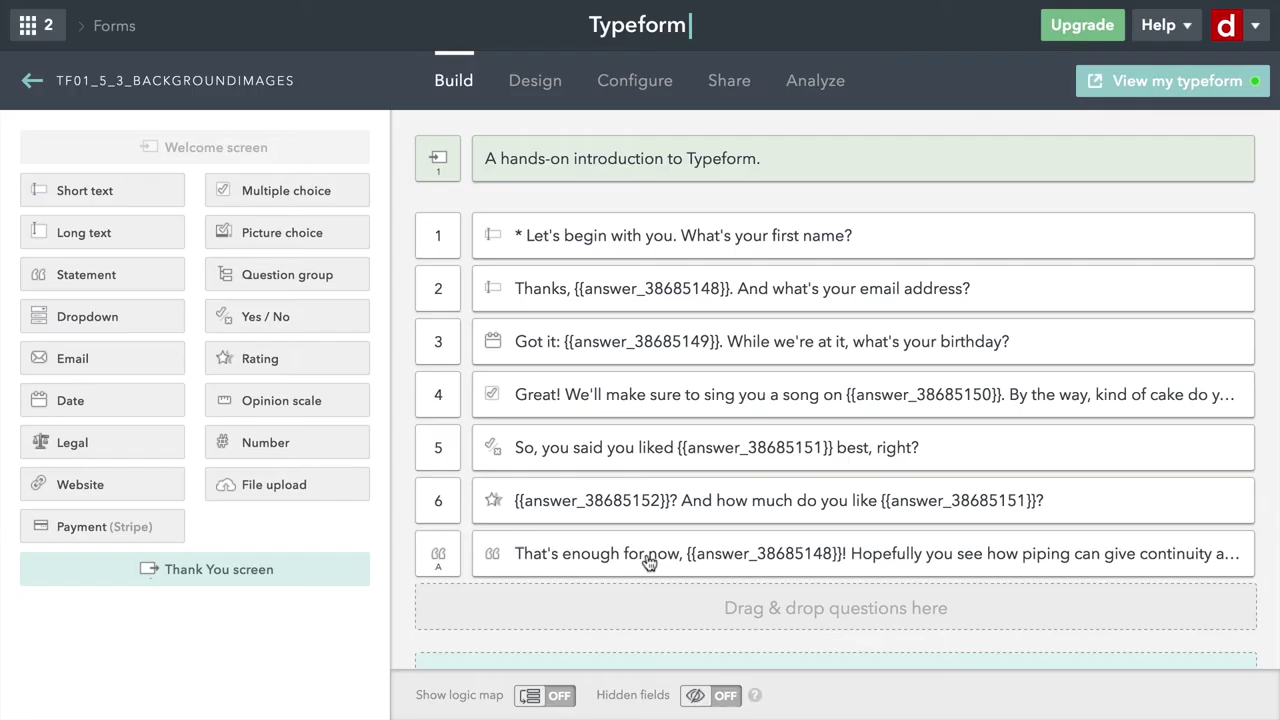 2 > Forms
Typeform
Upgrade
Help
d
TF01_5_3_BACKGROUNDIMAGES
Build
Design
Configure
Share
Analyze
View my typeform
Welcome screen
Short text
Multiple choice
Long text
Picture choice
Statement
Question group
Dropdown
Yes / No
Email
Rating
Date
Opinion scale
Legal
Number
Website
File upload
Payment (Stripe)
Thank You screen
1
A hands-on introduction to Typeform.
1
* Let's begin with you. What's your first name?
2
Thanks, {{answer_38685148}}. And what's your email address?
3
Got it: {{answer_38685149}}. While we're at it, what's your birthday?
4
Great! We'll make sure to sing you a song on {{answer_38685150}}. By the way, kind of cake do y...
5
So, you said you liked {{answer_38685151}} best, right?
6
{{answer_38685152}}? And how much do you like {{answer_38685151}}?
A
That's enough for now, {{answer_38685148}}! Hopefully you see how piping can give continuity a...
Drag & drop questions here
Show logic map
OFF
Hidden fields
OFF
?